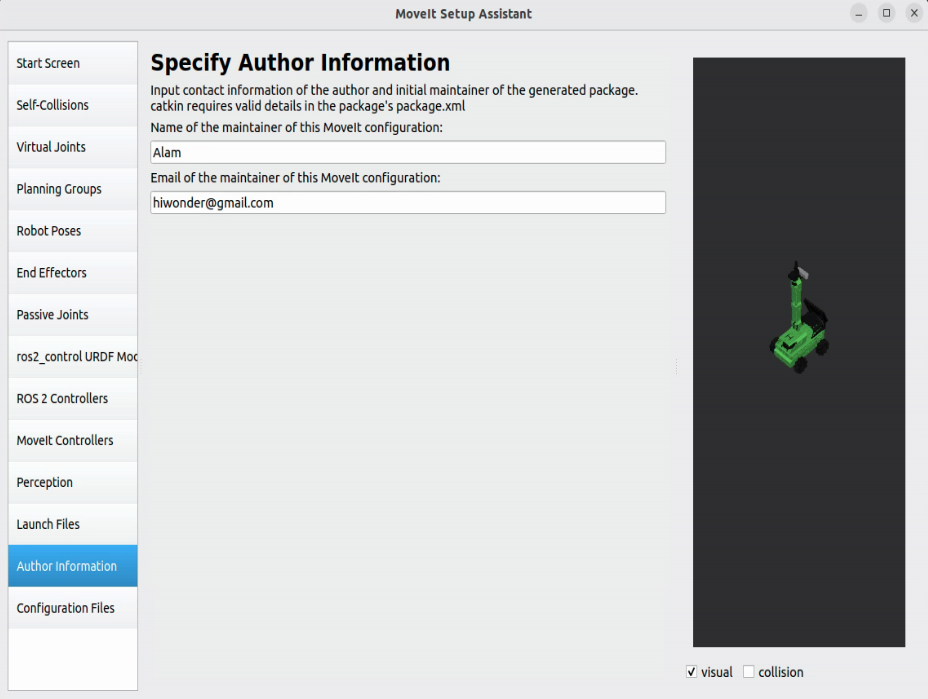 MoveIt Setup Assistant
Start Screen
Self-Collisions
Virtual Joints
Planning Groups
Robot Poses
End Effectors
Passive Joints
ros2_control URDF Moc
ROS 2 Controllers
MoveIt Controllers
Perception
Launch Files
Author Information
Configuration Files
Specify Author Information
Input contact information of the author and initial maintainer of the generated package.
catkin requires valid details in the package's package.xml
Name of the maintainer of this MoveIt configuration:
Alam
Email of the maintainer of this MoveIt configuration:
hiwonder@gmail.com
visual
collision